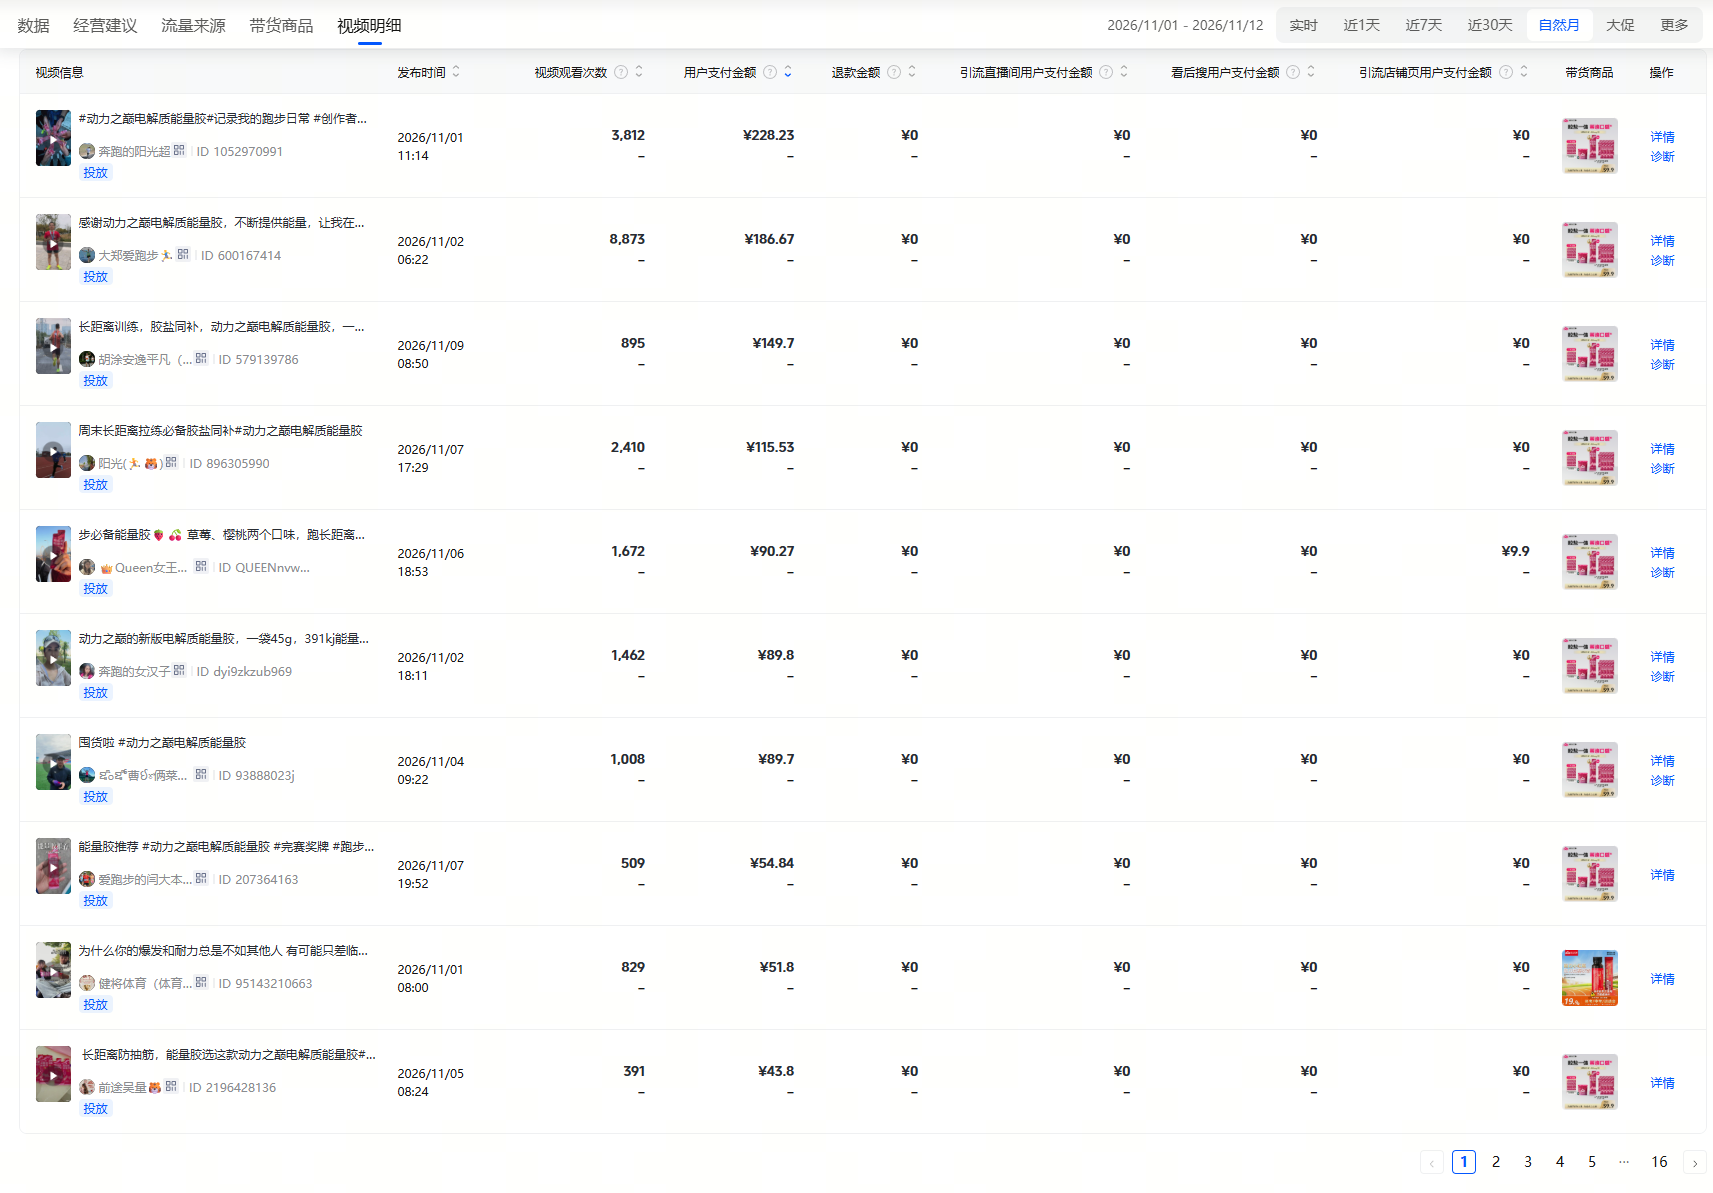 数据 经营建议 流量来源 带货商品 视频明细 2026/11/01 - 2026/11/12 实时 近1天 近7天 近30天 自然月 大促 更多
视频信息 发布时间 视频观看次数 用户支付金额 退款金额 引流直播间用户支付金额 看后搜用户支付金额 引流店铺页用户支付金额 带货商品 操作
#动力之巅电解质能量胶#记录我的跑步日常 #创作者...
奔跑的阳光超 ID 1052970991
投放
2026/11/01
11:14
3,812 ¥228.23 ¥0 ¥0 ¥0 ¥0
– – – – – –
详情
诊断
感谢动力之巅电解质能量胶，不断提供能量，让我在...
大郑爱跑步🏃 ID 600167414
投放
2026/11/02
06:22
8,873 ¥186.67 ¥0 ¥0 ¥0 ¥0
– – – – – –
详情
诊断
长距离训练，胶盐同补，动力之巅电解质能量胶，一...
胡涂安逸平凡（... ID 579139786
投放
2026/11/09
08:50
895 ¥149.7 ¥0 ¥0 ¥0 ¥0
– – – – – –
详情
诊断
周末长距离拉练必备胶盐同补#动力之巅电解质能量胶
阳光(🏃🐯) ID 896305990
投放
2026/11/07
17:29
2,410 ¥115.53 ¥0 ¥0 ¥0 ¥0
– – – – – –
详情
诊断
步必备能量胶🍓🍒 草莓、樱桃两个口味，跑长距离...
👑Queen女王... ID QUEENnvw...
投放
2026/11/06
18:53
1,672 ¥90.27 ¥0 ¥0 ¥0 ¥9.9
– – – – – –
详情
诊断
动力之巅的新版电解质能量胶，一袋45g，391kj能量...
奔跑的女汉子 ID dyi9zkzub969
投放
2026/11/02
18:11
1,462 ¥89.8 ¥0 ¥0 ¥0 ¥0
– – – – – –
详情
诊断
囤货啦 #动力之巅电解质能量胶
俩菜... ID 93888023j
投放
2026/11/04
09:22
1,008 ¥89.7 ¥0 ¥0 ¥0 ¥0
– – – – – –
详情
诊断
能量胶推荐 #动力之巅电解质能量胶 #完赛奖牌 #跑步...
爱跑步的闫大本... ID 207364163
投放
2026/11/07
19:52
509 ¥54.84 ¥0 ¥0 ¥0 ¥0
– – – – – –
详情
为什么你的爆发和耐力总是不如其他人 有可能只差临...
健将体育（体育... ID 95143210663
投放
2026/11/01
08:00
829 ¥51.8 ¥0 ¥0 ¥0 ¥0
– – – – – –
详情
长距离防抽筋，能量胶选这款动力之巅电解质能量胶#...
前途吴量🐯 ID 2196428136
投放
2026/11/05
08:24
391 ¥43.8 ¥0 ¥0 ¥0 ¥0
– – – – – –
详情
‹ 1 2 3 4 5 ··· 16 ›